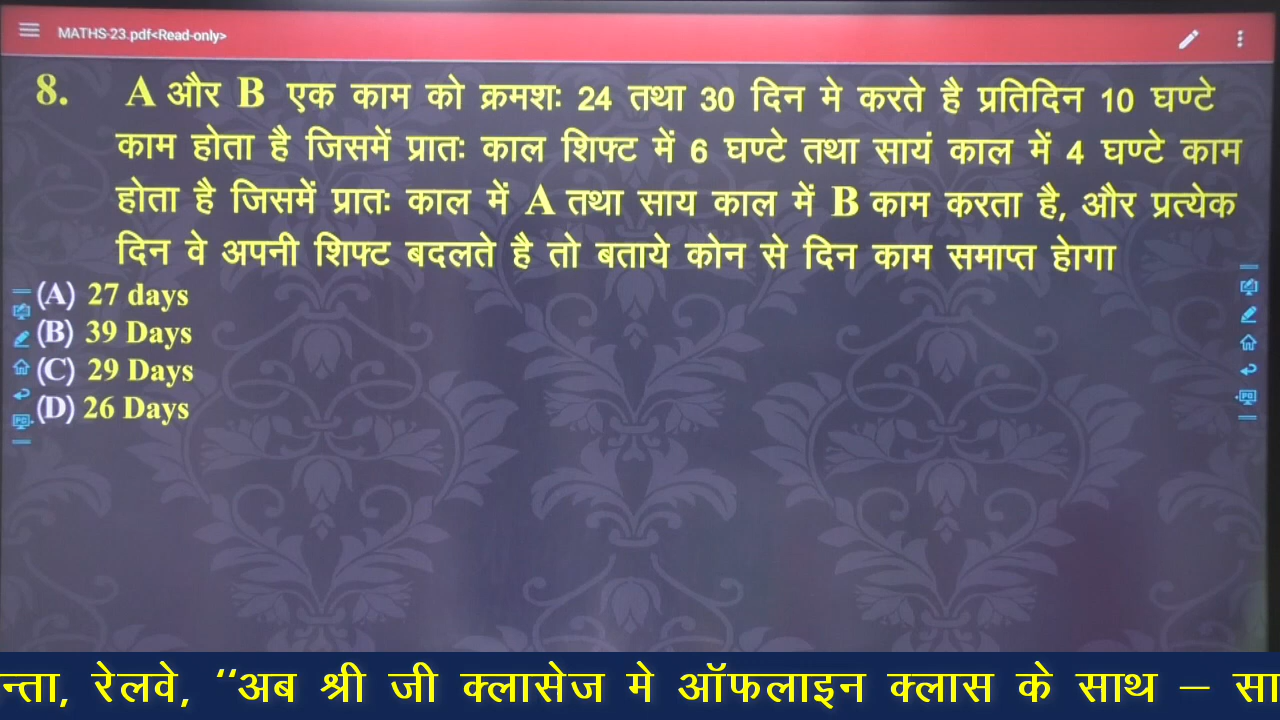 MATHS-23.pdf<Read-only>
8. A और B एक काम को क्रमशः 24 तथा 30 दिन मे करते है प्रतिदिन 10 घण्टे
काम होता है जिसमें प्रातः काल शिफ्ट में 6 घण्टे तथा सायं काल में 4 घण्टे काम
होता है जिसमें प्रातः काल में A तथा साय काल में B काम करता है, और प्रत्येक
दिन वे अपनी शिफ्ट बदलते है तो बताये कोन से दिन काम समाप्त हेागा
(A) 27 days
(B) 39 Days
(C) 29 Days
(D) 26 Days
न्ता, रेलवे, ‘‘अब श्री जी क्लासेज मे ऑफलाइन क्लास के साथ – सा